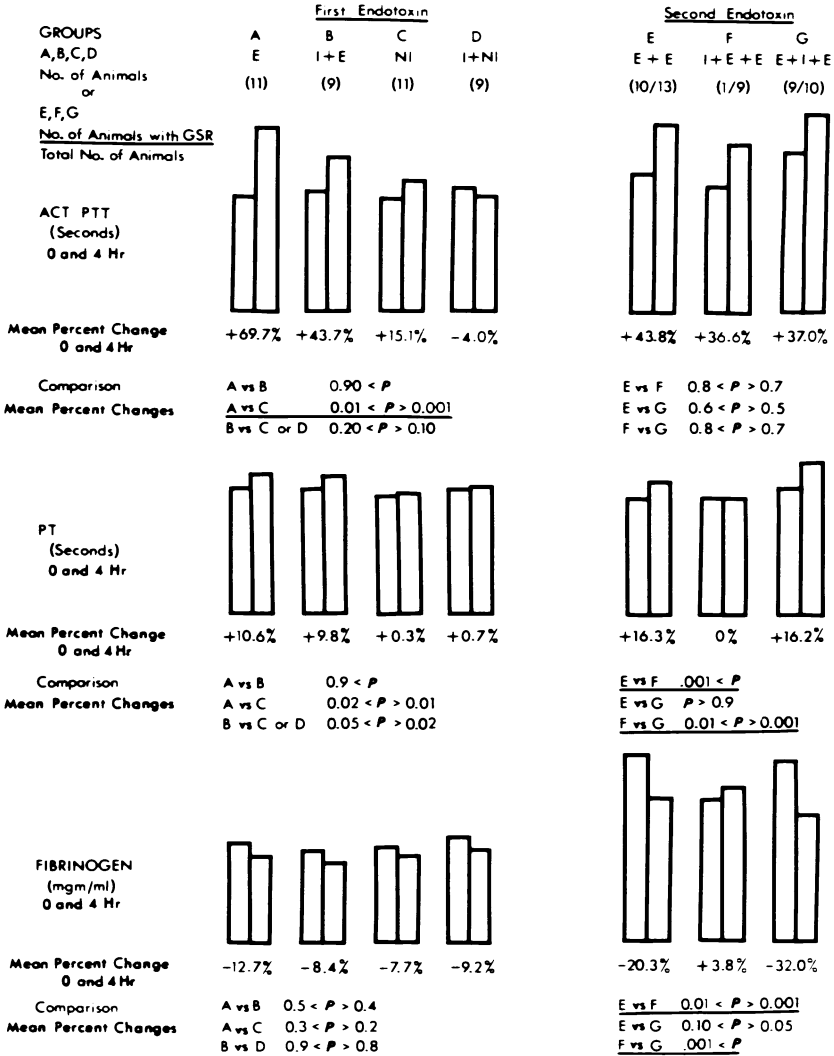 First Endotoxin Second Endotoxin
GROUPS A B C D E F G
A,B,C,D E I+E NI I+NI E+E I+E+E E+I+E
No. of Animals (11) (9) (11) (9) (10/13) (1/9) (9/10)
or
E,F,G
No. of Animals with GSR
Total No. of Animals
ACT PTT
(Seconds)
0 and 4 Hr
Mean Percent Change +69.7% +43.7% +15.1% -4.0% +43.8% +36.6% +37.0%
0 and 4 Hr
Comparison A vs B 0.90 < P E vs F 0.8 < P > 0.7
Mean Percent Changes A vs C 0.01 < P > 0.001 E vs G 0.6 < P > 0.5
B vs C or D 0.20 < P > 0.10 F vs G 0.8 < P > 0.7
PT
(Seconds)
0 and 4 Hr
Mean Percent Change +10.6% +9.8% +0.3% +0.7% +16.3% 0% +16.2%
0 and 4 Hr
Comparison A vs B 0.9 < P E vs F .001 < P
Mean Percent Changes A vs C 0.02 < P > 0.01 E vs G P > 0.9
B vs C or D 0.05 < P > 0.02 F vs G 0.01 < P > 0.001
FIBRINOGEN
(mgm/ml)
0 and 4 Hr
Mean Percent Change -12.7% -8.4% -7.7% -9.2% -20.3% +3.8% -32.0%
0 and 4 Hr
Comparison A vs B 0.5 < P > 0.4 E vs F 0.01 < P > 0.001
Mean Percent Changes A vs C 0.3 < P > 0.2 E vs G 0.10 < P > 0.05
B vs D 0.9 < P > 0.8 F vs G .001 < P